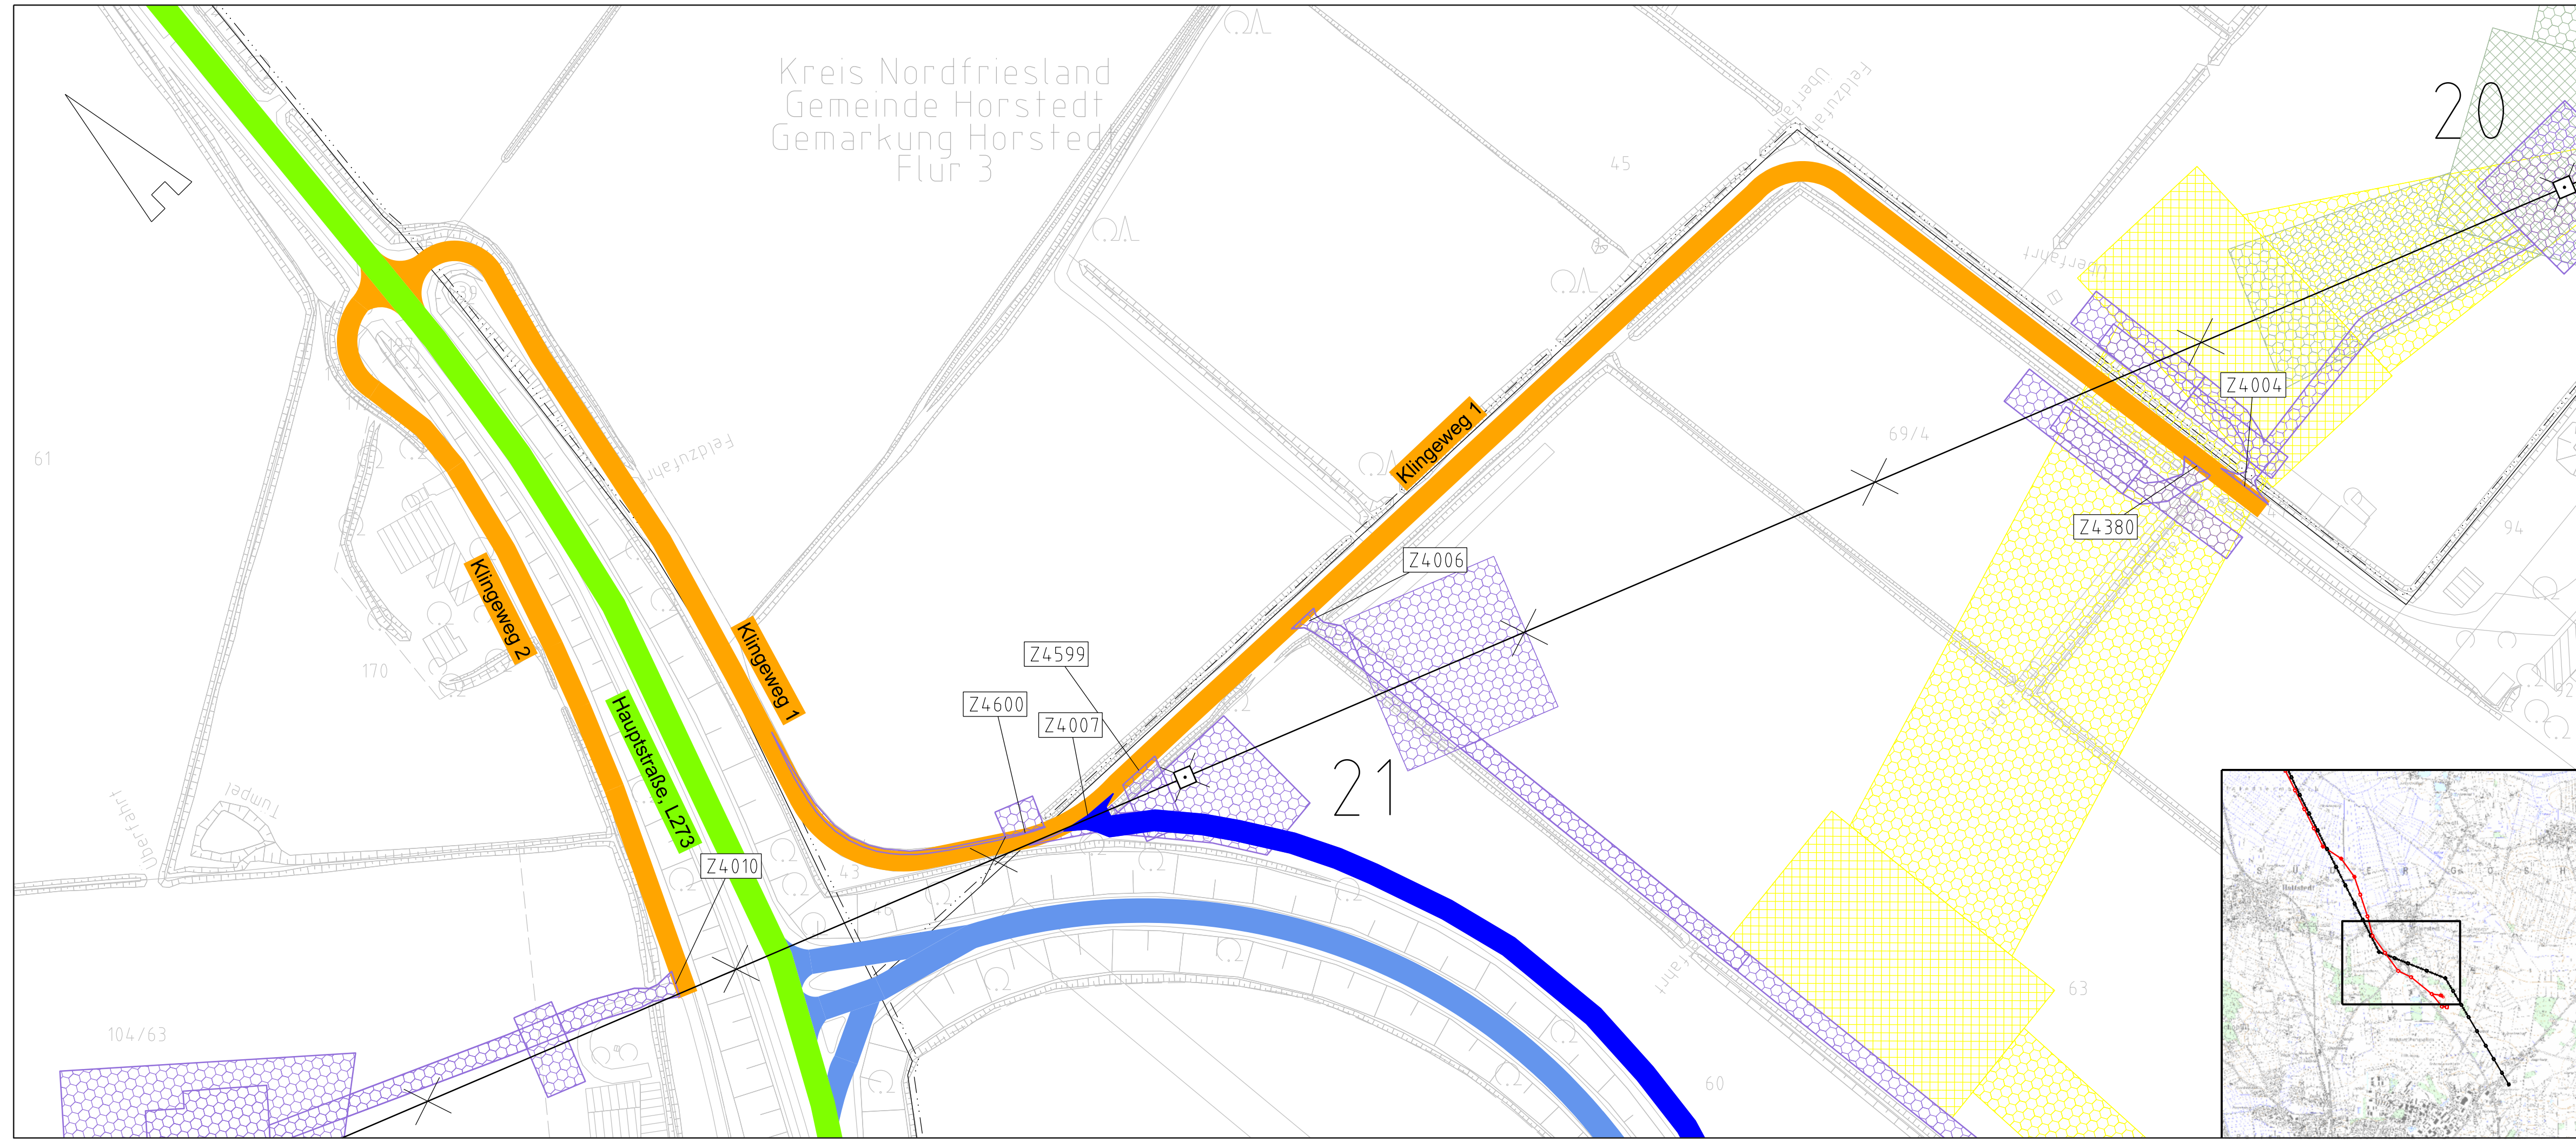 Kreis Nordfriesland
Gemeinde Horstedt
Gemarkung Horstedt
Flur 3
20
45
Feldzufahrt
Überfahrt
Überfahrt
Z4004
69/4
Z4380
94
61
Feldzufahrt
Klingeweg 1
Z4006
Klingeweg 2
Klingeweg 1
170
Z4599
Z4600
Z4007
Hauptstraße, L273
21
Tümpel
Überfahrt
Z4010
43
63
104/63
60